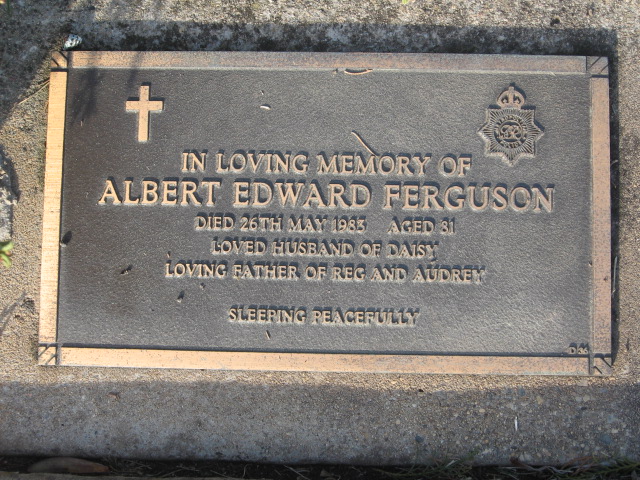 IN LOVING MEMORY OF
ALBERT EDWARD FERGUSON
DIED 26TH MAY 1983 AGED 81
LOVED HUSBAND OF DAISY
LOVING FATHER OF REG AND AUDREY
SLEEPING PEACEFULLY